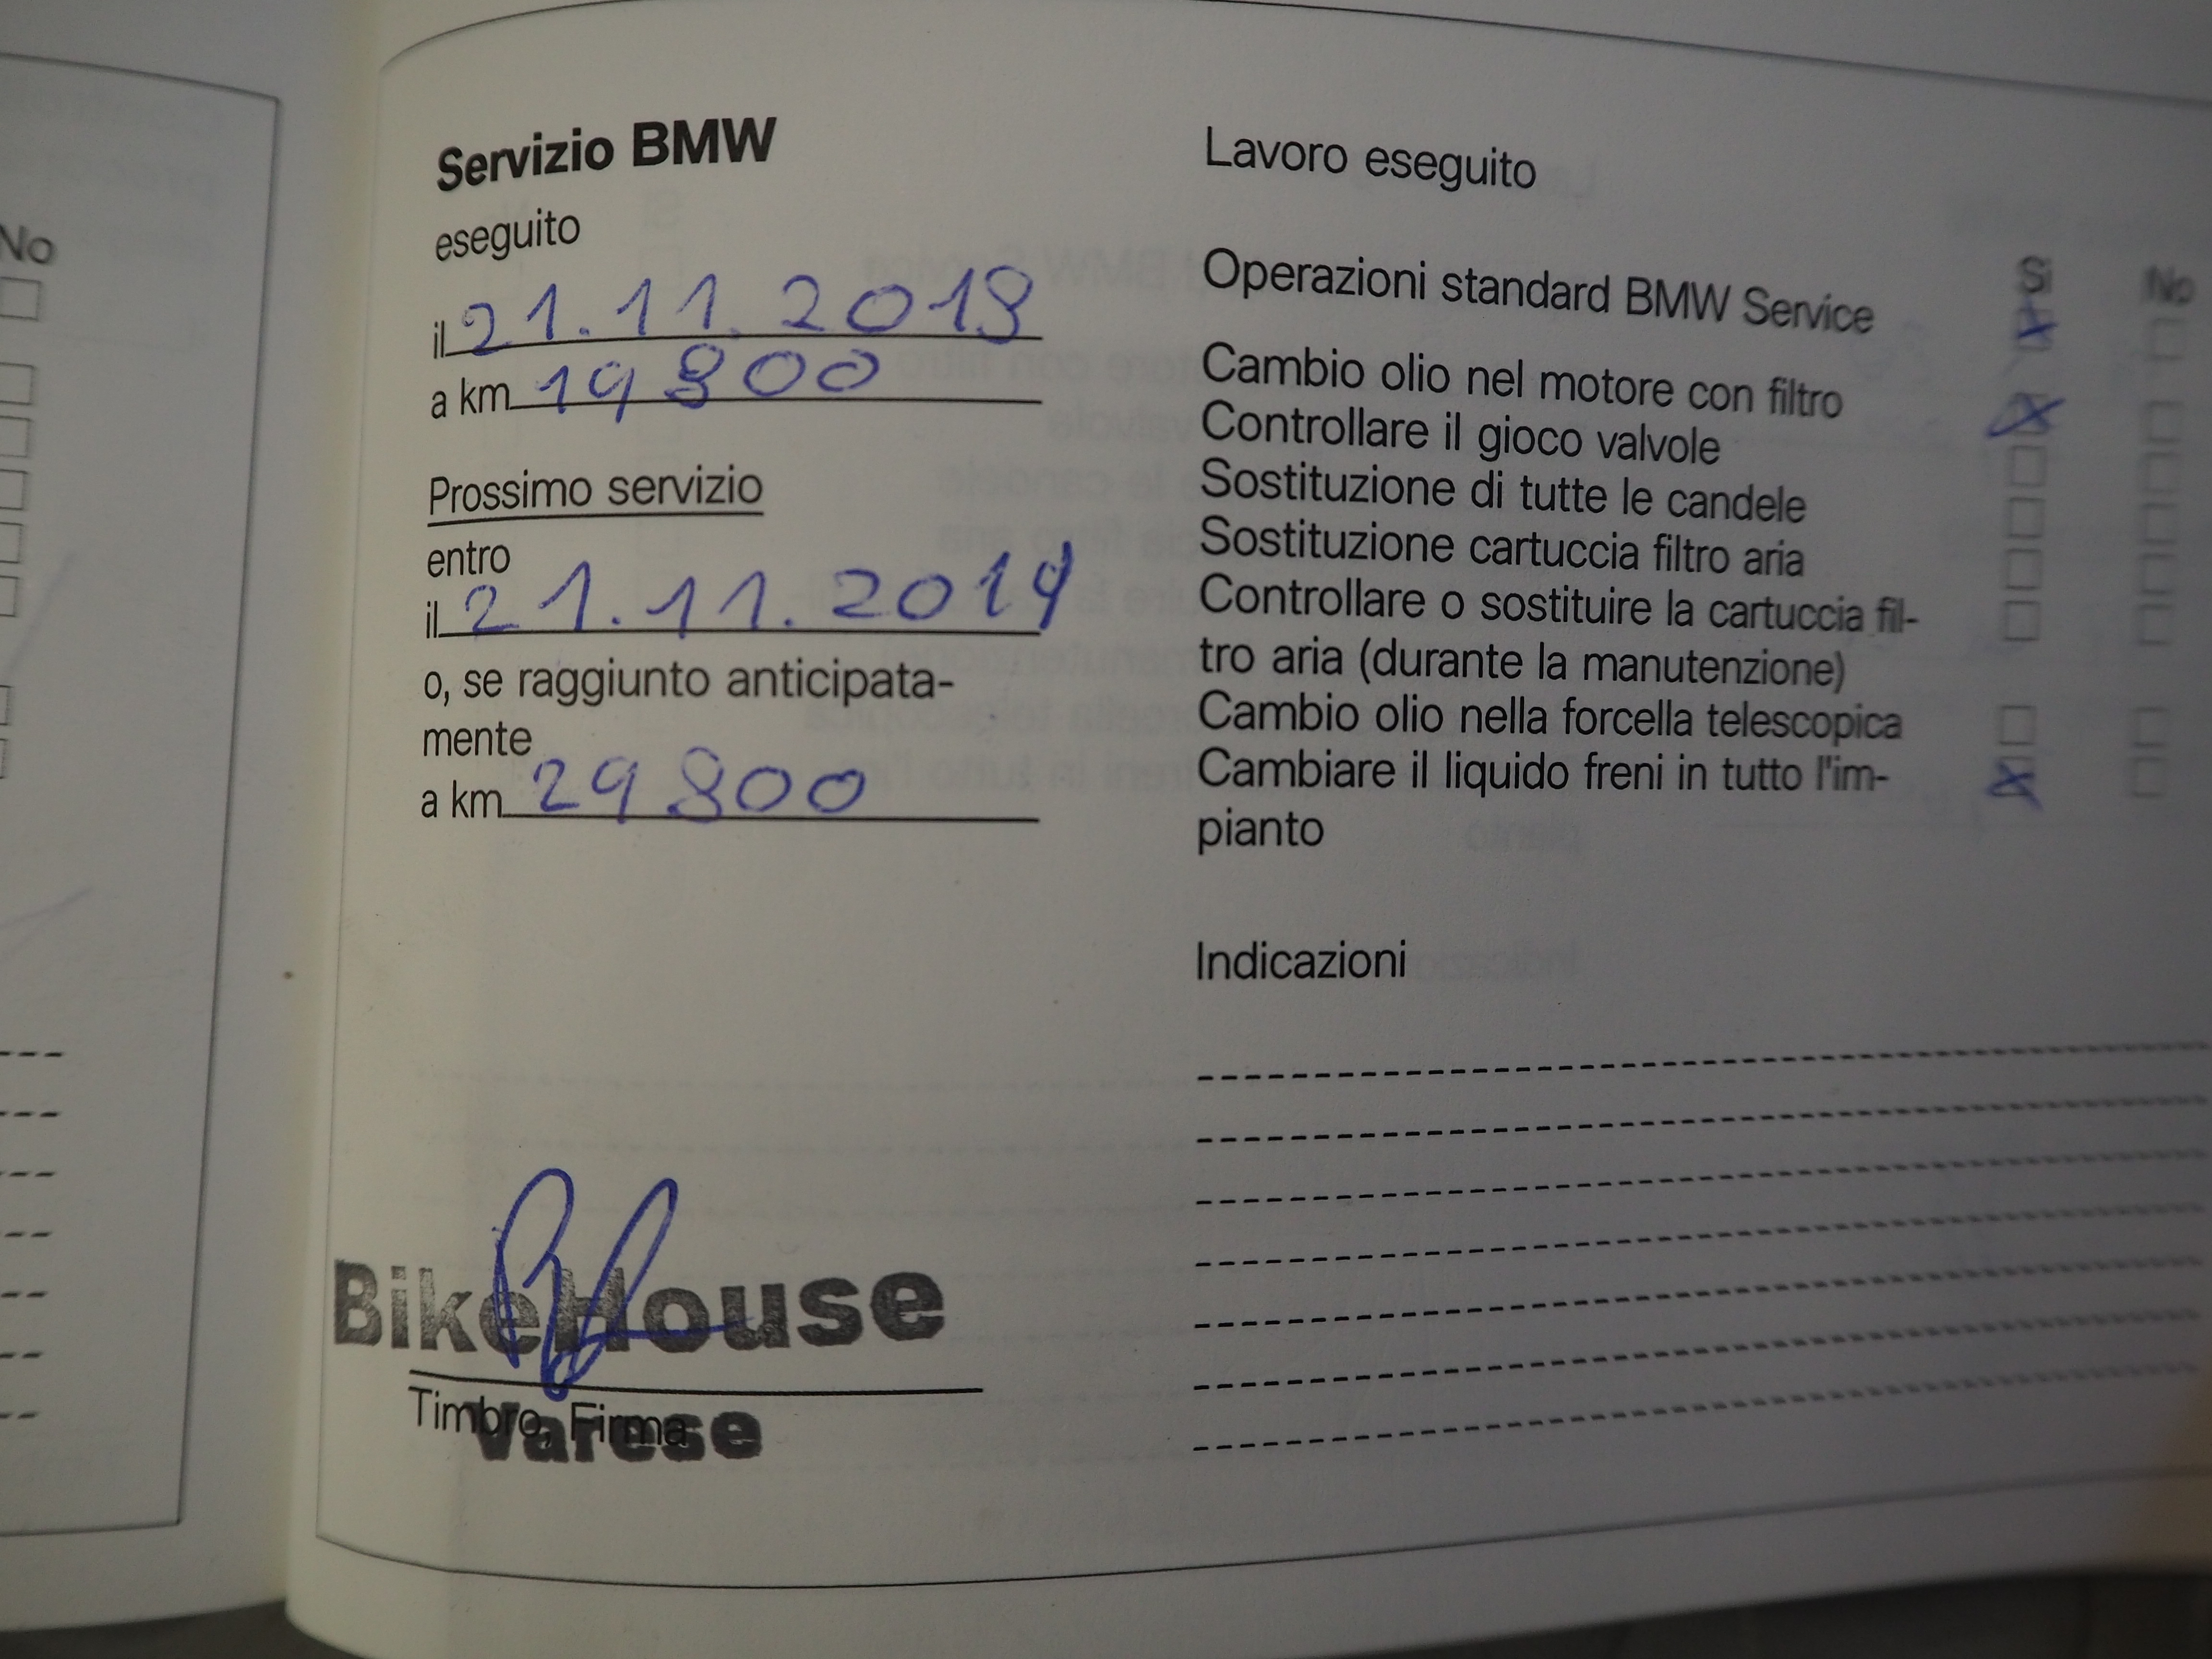 No
Servizio BMW
eseguito
il 21.11.2018
a km 19 800
Prossimo servizio
entro
il 21.11.2019
o, se raggiunto anticipata-
mente
a km 29 800
BikeHouse
Timbro, Firma
Varese
Lavoro eseguito
Sì No
Operazioni standard BMW Service
Cambio olio nel motore con filtro
Controllare il gioco valvole
Sostituzione di tutte le candele
Sostituzione cartuccia filtro aria
Controllare o sostituire la cartuccia fil-
tro aria (durante la manutenzione)
Cambio olio nella forcella telescopica
Cambiare il liquido freni in tutto l'im-
pianto
Indicazioni